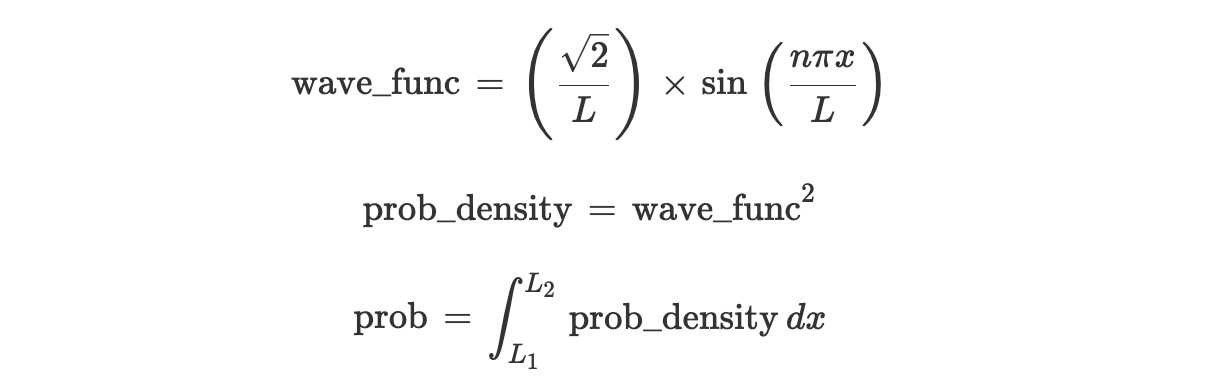 wave_func = (√2 / L) × sin (nπx / L)
prob_density = wave_func²
prob = ∫_{L₁}^{L₂} prob_density dx